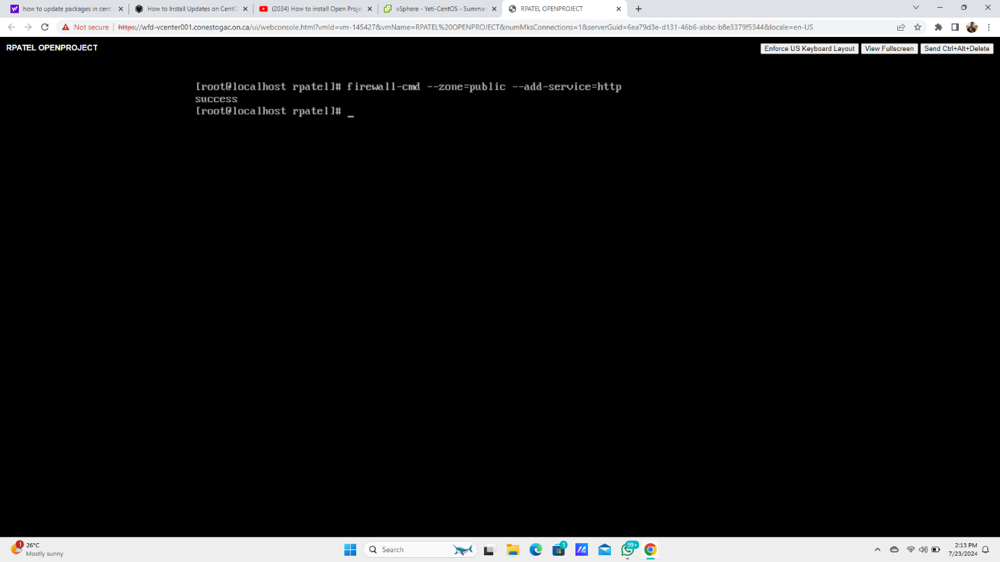 how to update packages in cent
How to Install Updates on CentO
(2034) How to install Open Proje
vSphere - Yeti-CentOS - Summar
RPATEL OPENPROJECT
Not secure
https://wfd-vcenter001.conestogac.on.ca/ui/webconsole.html?vmId=vm-145427&vmName=RPATEL%20OPENPROJECT&numMksConnections=1&serverGuid=6ea79d3e-d131-46b6-abbc-b8e3379f5344&locale=en-US
RPATEL OPENPROJECT
Enforce US Keyboard Layout
View Fullscreen
Send Ctrl+Alt+Delete
[root@localhost rpatel]# firewall-cmd --zone=public --add-service=http
success
[root@localhost rpatel]# _
1
26°C
Mostly sunny
Search
1
99+
2:13 PM
7/23/2024